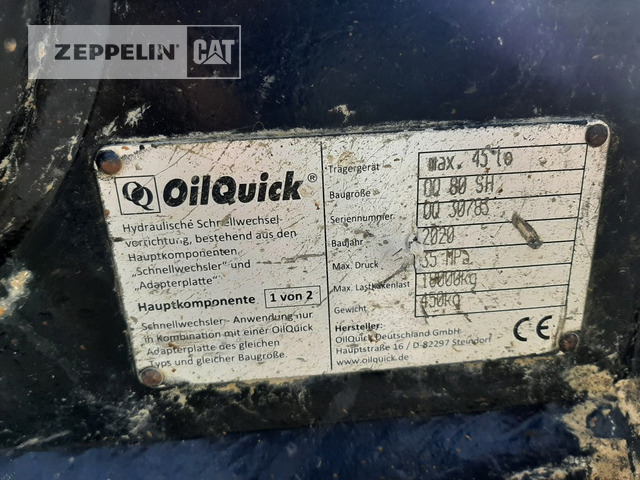 ZEPPELIN CAT
OQ OilQuick®
Hydraulische Schnellwechsel-
vorrichtung, bestehend aus den
Hauptkomponenten
„Schnellwechsler“ und
„Adapterplatte“.
Hauptkomponente 1 von 2
Schnellwechsler - Anwendung nur
in Kombination mit einer OilQuick
Adapterplatte des gleichen
Typs und gleicher Baugröße.
Trägergerät max. 45 to
Baugröße OQ 80 SH
Seriennummer OQ 30785
Baujahr 2020
Max. Druck 35 MPa
Max. Lasthakenlast 18000kg
Gewicht 450kg
Hersteller:
OilQuick Deutschland GmbH
Hauptstraße 16 / D-82297 Steindorf
www.oilquick.de
CE